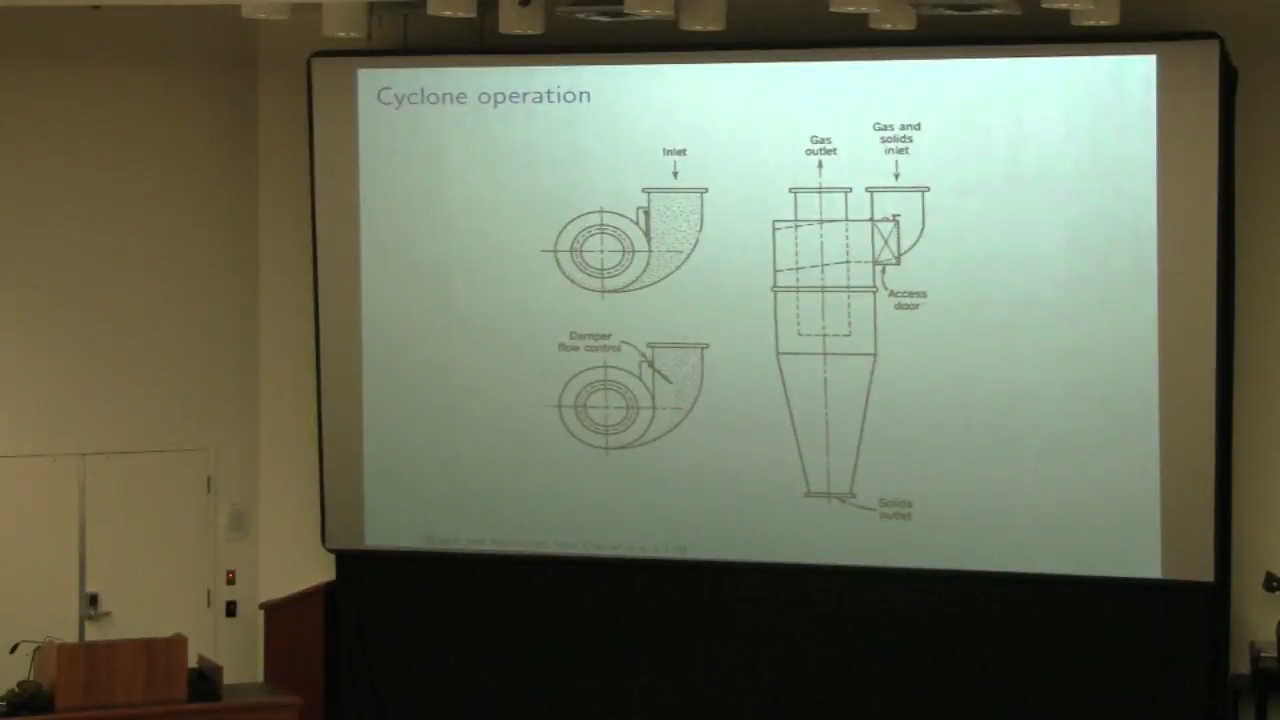 Cyclone operation
Inlet
Gas
outlet
Gas and
solids
inlet
Access
door
Damper
flow control
Solids
outlet